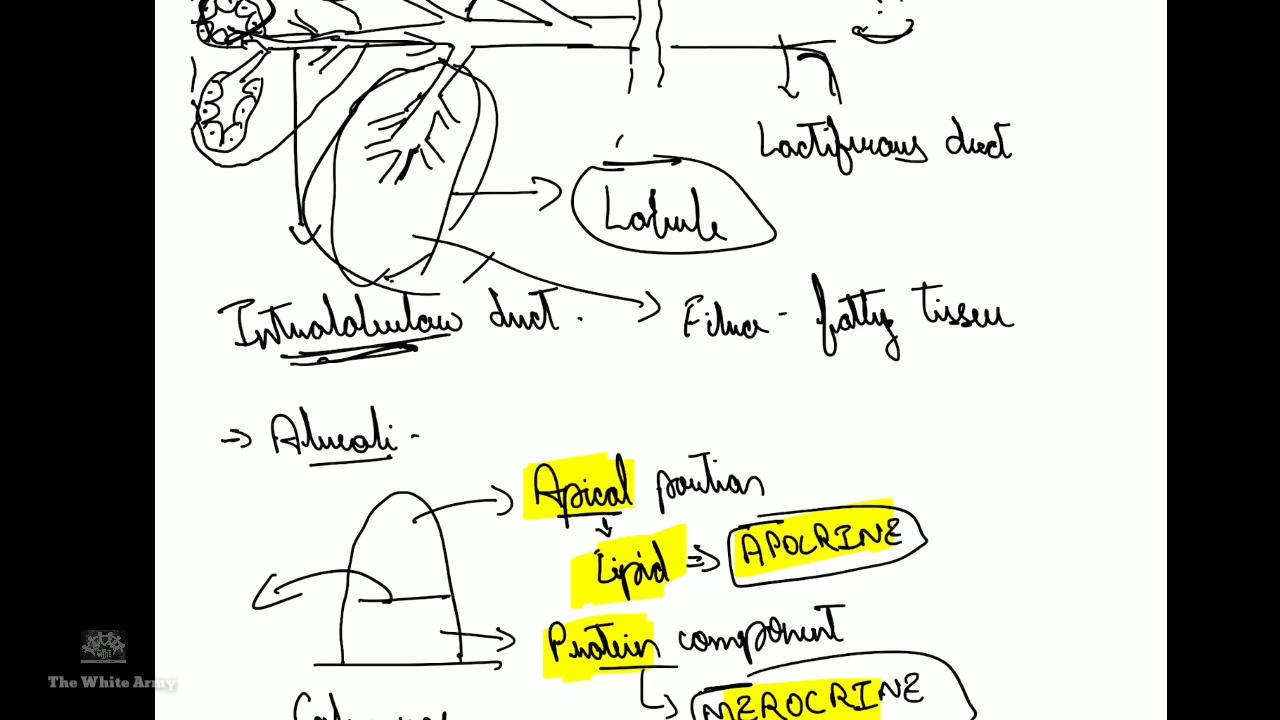 Lactiferous duct
Lobule
Intralobular duct.
Fibro - fatty tissue
⇒ Alveoli -
Apical portion
Lipid ⇒ APOCRINE
Protein component
MEROCRINE
The White Army